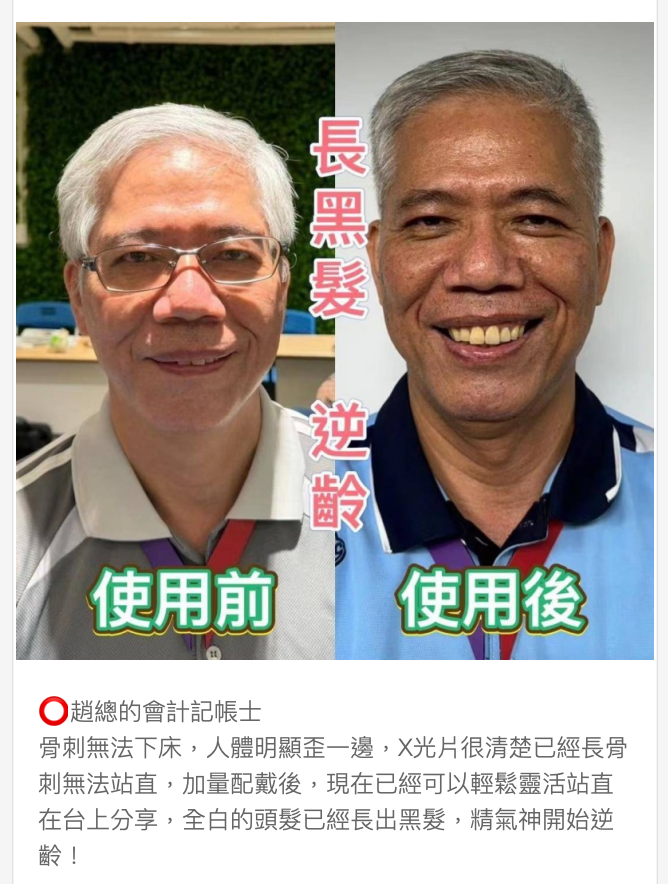 長黑髮
逆齡
使用前
使用後
⭕趙總的會計記帳士
骨刺無法下床，人體明顯歪一邊，X光片很清楚已經長骨
刺無法站直，加量配戴後，現在已經可以輕鬆靈活站直
在台上分享，全白的頭髮已經長出黑髮，精氣神開始逆
齡！